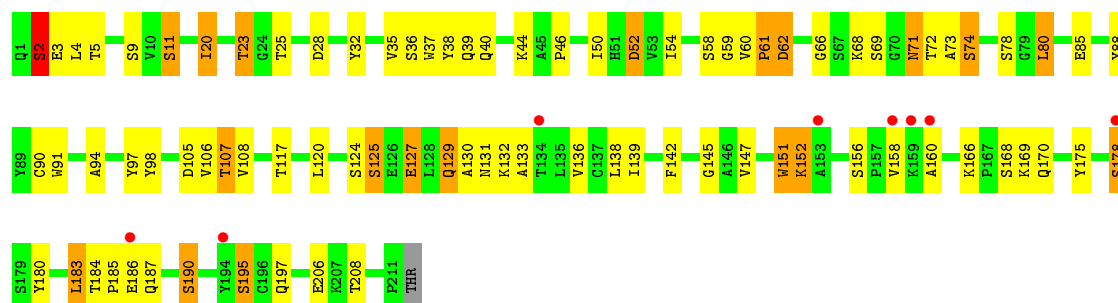 Q1 S2 E3 L4 T5 S9 V10 S11 I20 T23 G24 T25 D28 Y32 V35 S36 W37 Y38 Q39 Q40 K44 A45 P46 I50 H51 D52 V53 I54 S58 G59 V60 P61 D62 G66 S67 K68 S69 G70 N71 T72 A73 S74 S78 G79 L80 E85
Y89 C90 W91 A94 Y97 Y98 D105 V106 T107 V108 T117 L120 S124 S125 E126 E127 L128 Q129 A130 N131 K132 A133 T134 L135 V136 C137 L138 I139 F142 G145 A146 V147 W151 K152 A153 S156 P157 V158 K159 A160 K166 P167 S168 K169 Q170 Y175 S178
S179 Y180 L183 T184 P185 E186 Q187 S190 Y194 S195 C196 Q197 E206 K207 T208 P211 THR